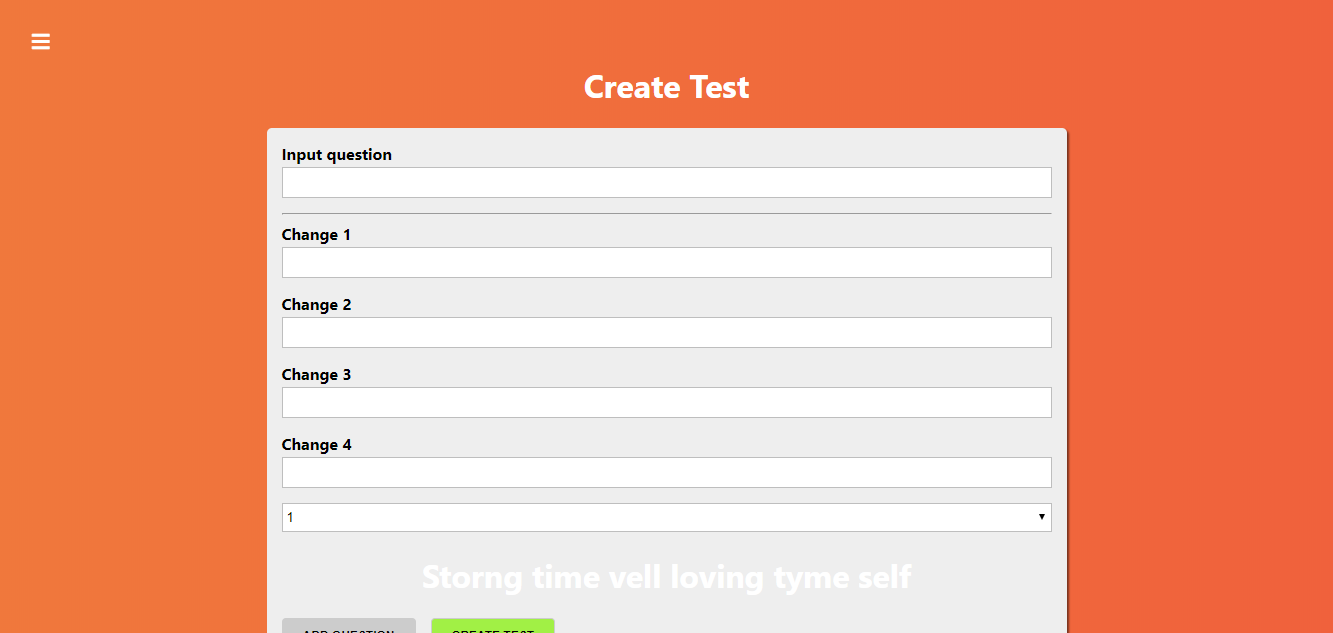 Create Test
Input question
Change 1
Change 2
Change 3
Change 4
1
Storng time vell loving tyme self
ADD QUESTION
CREATE TEST